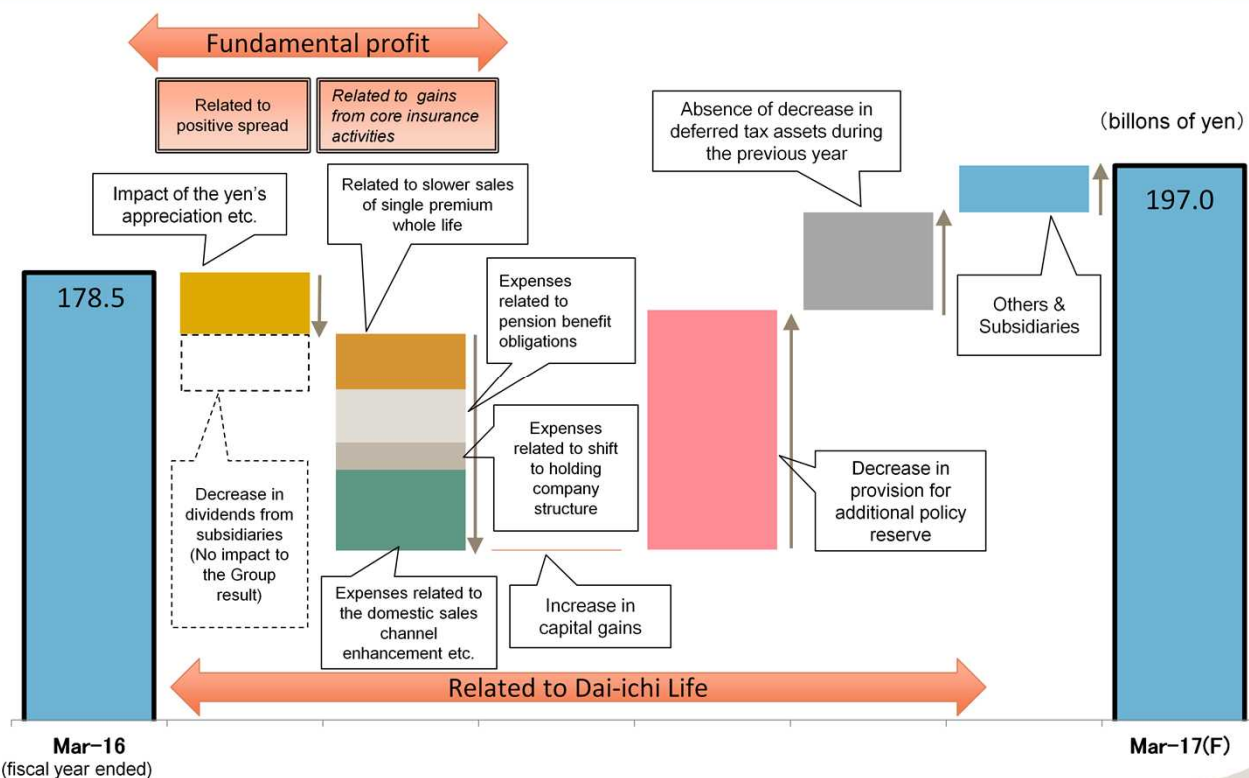 Fundamental profit
Related to
positive spread
Related to gains
from core insurance
activities
Absence of decrease in
deferred tax assets during
the previous year
(billons of yen)
Impact of the yen's
appreciation etc.
Related to slower sales
of single premium
whole life
178.5
197.0
Expenses
related to
pension benefit
obligations
Others &
Subsidiaries
Expenses
related to shift
to holding
company
structure
Decrease in
provision for
additional policy
reserve
Decrease in
dividends from
subsidiaries
(No impact to
the Group
result)
Expenses related to
the domestic sales
channel
enhancement etc.
Increase in
capital gains
Related to Dai-ichi Life
Mar-16
(fiscal year ended)
Mar-17(F)